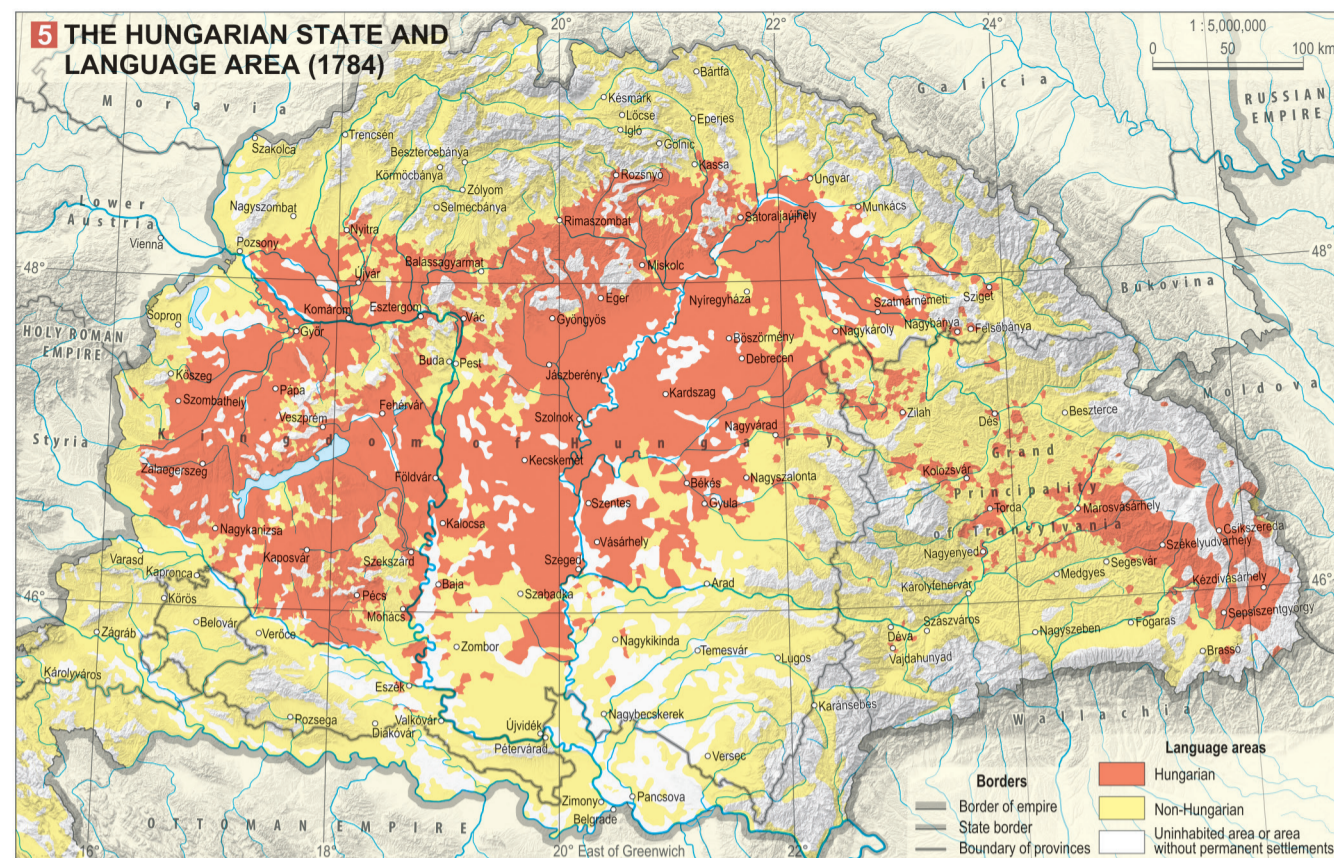 5 THE HUNGARIAN STATE AND
LANGUAGE AREA (1784)
20°
22°
24°
1 : 5,000,000
0 50 100 km
Moravia
Galicia
RUSSIAN
EMPIRE
Bártfa
Késmárk
Lőcse
Igló
Eperjes
Gölnic
Szakolca
Trencsén
Besztercebánya
Körmöcbánya
Kassa
Rozsnyó
Ungvár
Zólyom
Selmecbánya
Munkács
Lower
Austria
Nagyszombat
Vienna
Nyitra
Rimaszombat
Sátoraljaújhely
Pozsony
48°
48°
Balassagyarmat
Miskolc
Újvár
Bukovina
Sopron
Komárom
Esztergom
Vác
Eger
Nyíregyháza
Szatmárnémeti
Sziget
HOLY ROMAN
EMPIRE
Győr
Gyöngyös
Nagykároly
Nagybánya
Felsőbánya
Böszörmény
Debrecen
Buda
Pest
Jászberény
Kőszeg
Pápa
Szombathely
Kardszag
Moldova
Veszprém
Fehérvár
Szolnok
Zilah
Dés
Beszterce
Styria
Kingdom of Hungary
Nagyvárad
Grand
Principality
of Transylvania
Zalaegerszeg
Kecskemét
Földvár
Békés
Nagyszalonta
Kolozsvár
Szentes
Gyula
Torda
Marosvásárhely
Nagykanizsa
Kalocsa
Csíkszereda
Vásárhely
Székelyudvarhely
Kaposvár
Szekszárd
Szeged
Nagyenyed
Varasd
Kapronca
Segesvár
Medgyes
Baja
Arad
Károlyfehérvár
Kézdivásárhely
Körös
Pécs
Szabadka
46°
46°
Mohács
Sepsiszentgyörgy
Belovár
Zágráb
Verőce
Szászváros
Fogaras
Déva
Nagyszeben
Nagykikinda
Temesvár
Zombor
Lugos
Vajdahunyad
Brassó
Károlyváros
Eszék
Karánsebes
Wallachia
Pozsega
Diakóvár
Valkóvár
Újvidék
Pétervárad
Nagybecskerek
Versec
Zimony
Pancsova
Belgrade
OTTOMAN EMPIRE
16°
18°
20° East of Greenwich
22°
Borders
Border of empire
State border
Boundary of provinces
Language areas
Hungarian
Non-Hungarian
Uninhabited area or area
without permanent settlements